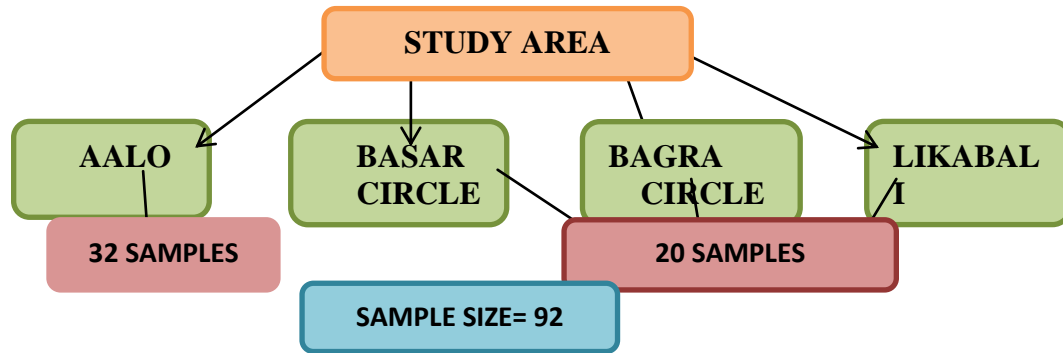 STUDY AREA
AALO
BASAR
CIRCLE
BAGRA
CIRCLE
LIKABAL
I
32 SAMPLES
20 SAMPLES
SAMPLE SIZE= 92